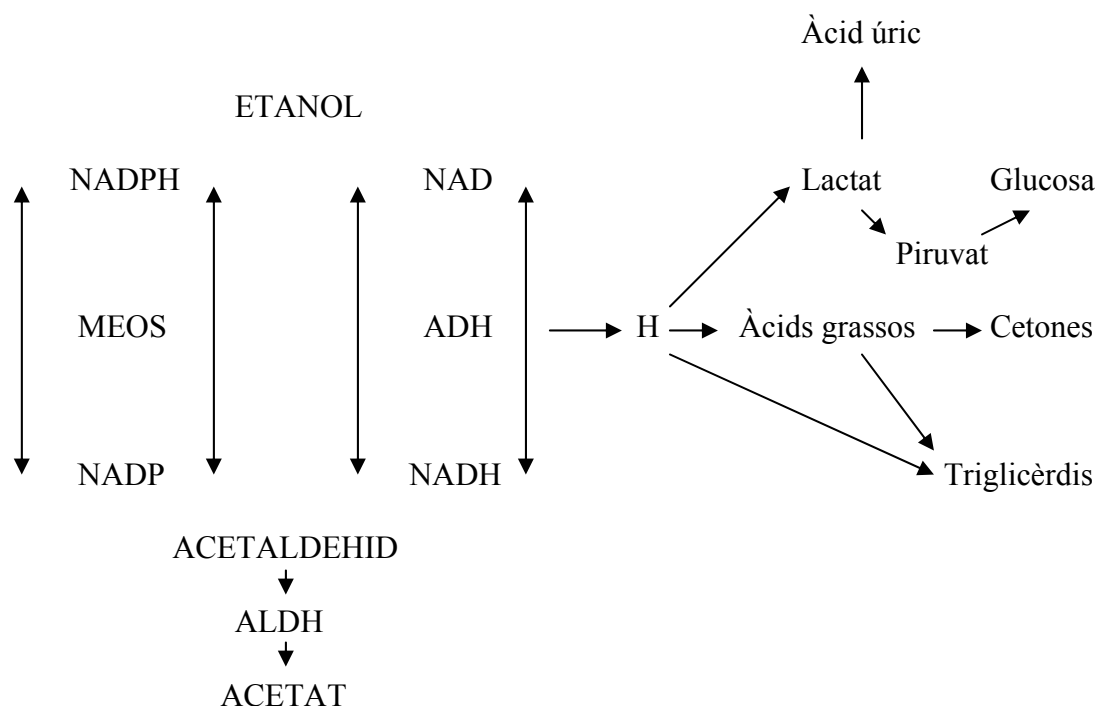 Àcid úric
ETANOL
NADPH NAD Lactat Glucosa
Piruvat
MEOS ADH H Àcids grassos Cetones
NADP NADH Triglicèrdis
ACETALDEHID
ALDH
ACETAT